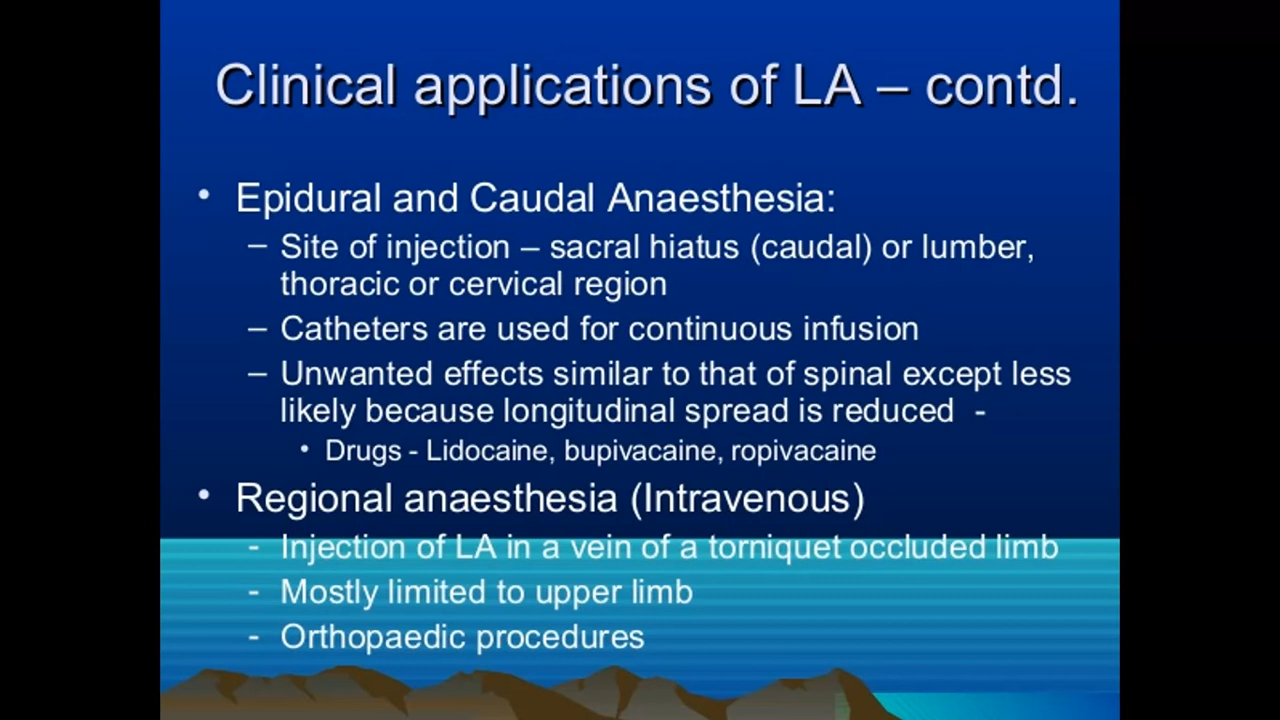 Clinical applications of LA – contd.
• Epidural and Caudal Anaesthesia:
– Site of injection – sacral hiatus (caudal) or lumber,
thoracic or cervical region
– Catheters are used for continuous infusion
– Unwanted effects similar to that of spinal except less
likely because longitudinal spread is reduced -
• Drugs - Lidocaine, bupivacaine, ropivacaine
• Regional anaesthesia (Intravenous)
- Injection of LA in a vein of a torniquet occluded limb
- Mostly limited to upper limb
- Orthopaedic procedures